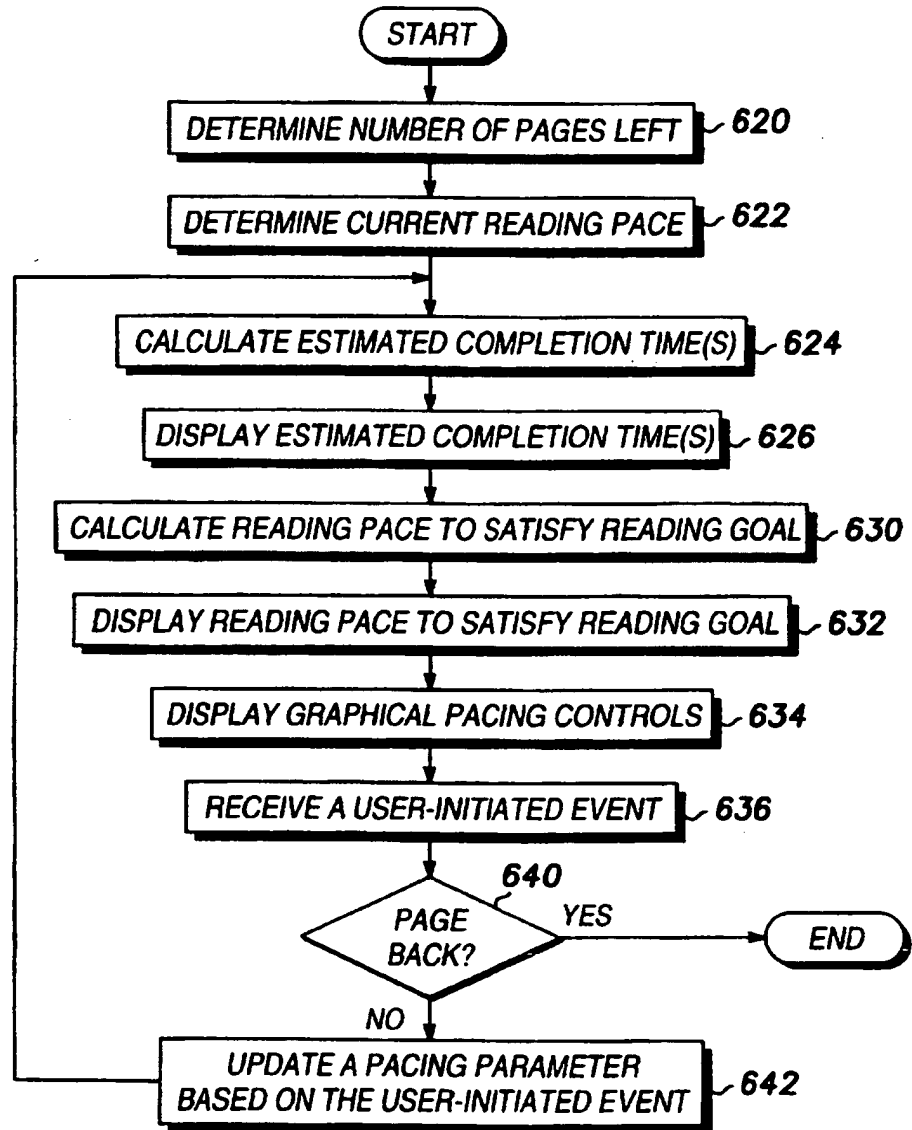 START
DETERMINE NUMBER OF PAGES LEFT 620
DETERMINE CURRENT READING PACE 622
CALCULATE ESTIMATED COMPLETION TIME(S) 624
DISPLAY ESTIMATED COMPLETION TIME(S) 626
CALCULATE READING PACE TO SATISFY READING GOAL 630
DISPLAY READING PACE TO SATISFY READING GOAL 632
DISPLAY GRAPHICAL PACING CONTROLS 634
RECEIVE A USER-INITIATED EVENT 636
640
PAGE
BACK?
YES
END
NO
UPDATE A PACING PARAMETER
BASED ON THE USER-INITIATED EVENT 642